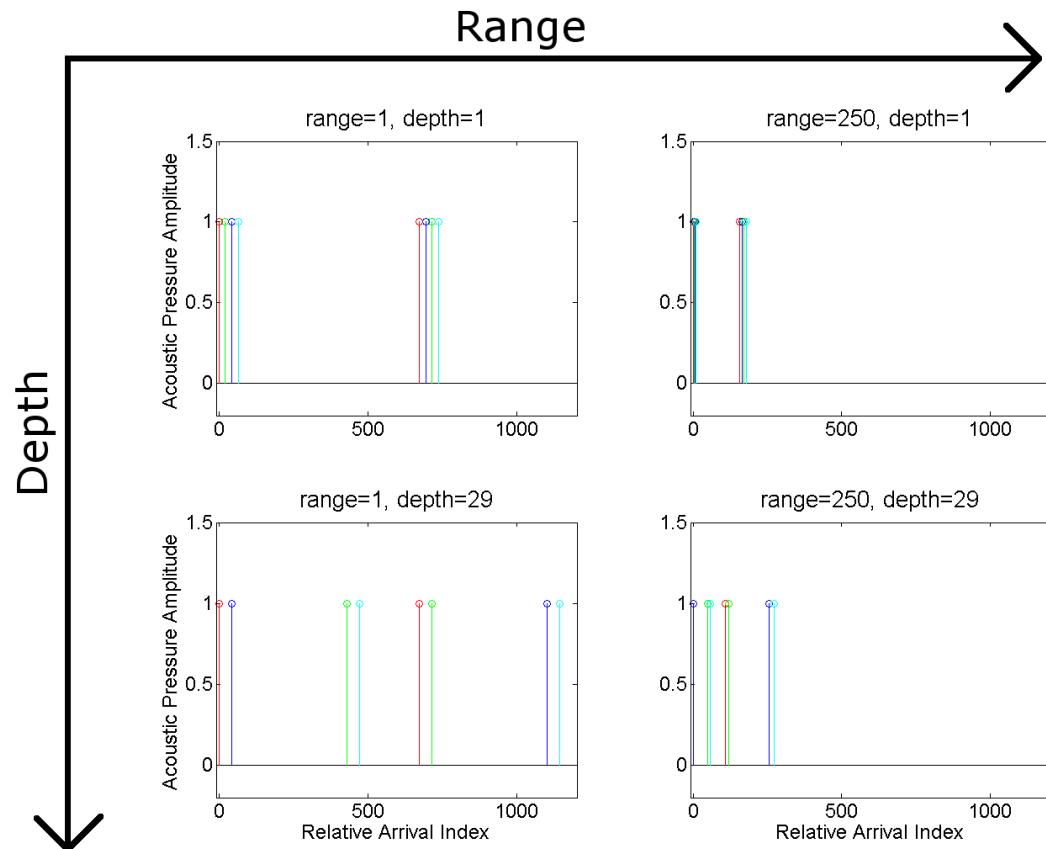 Range
Depth
range=1, depth=1
1.5
1
0.5
0
Acoustic Pressure Amplitude
0 500 1000
range=250, depth=1
1.5
1
0.5
0
0 500 1000
range=1, depth=29
1.5
1
0.5
0
Acoustic Pressure Amplitude
0 500 1000
Relative Arrival Index
range=250, depth=29
1.5
1
0.5
0
0 500 1000
Relative Arrival Index